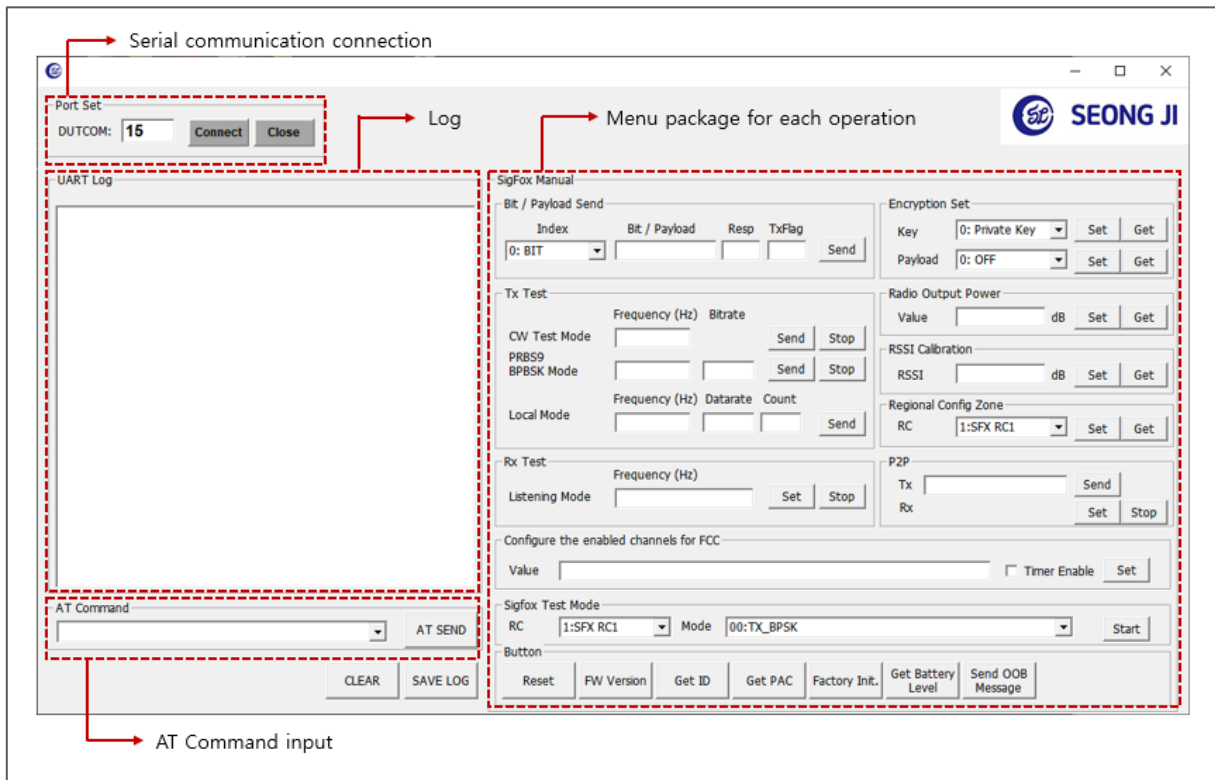 Serial communication connection
Port Set
DUTCOM: 15 Connect Close
Log
Menu package for each operation
SEONG JI
UART Log
SigFox Manual
Bit / Payload Send
Index Bit / Payload Resp TxFlag
0: BIT Send
Encryption Set
Key 0: Private Key Set Get
Payload 0: OFF Set Get
Tx Test
Frequency (Hz) Bitrate
CW Test Mode Send Stop
PRBS9
BPBSK Mode Send Stop
Frequency (Hz) Datarate Count
Local Mode Send
Radio Output Power
Value dB Set Get
RSSI Calibration
RSSI dB Set Get
Regional Config Zone
RC 1:SFX RC1 Set Get
Rx Test
Frequency (Hz)
Listening Mode Set Stop
P2P
Tx Send
Rx Set Stop
Configure the enabled channels for FCC
Value Timer Enable Set
AT Command
AT SEND
CLEAR SAVE LOG
Sigfox Test Mode
RC 1:SFX RC1 Mode 00:TX_BPSK Start
Button
Reset FW Version Get ID Get PAC Factory Init. Get Battery Level Send OOB Message
AT Command input